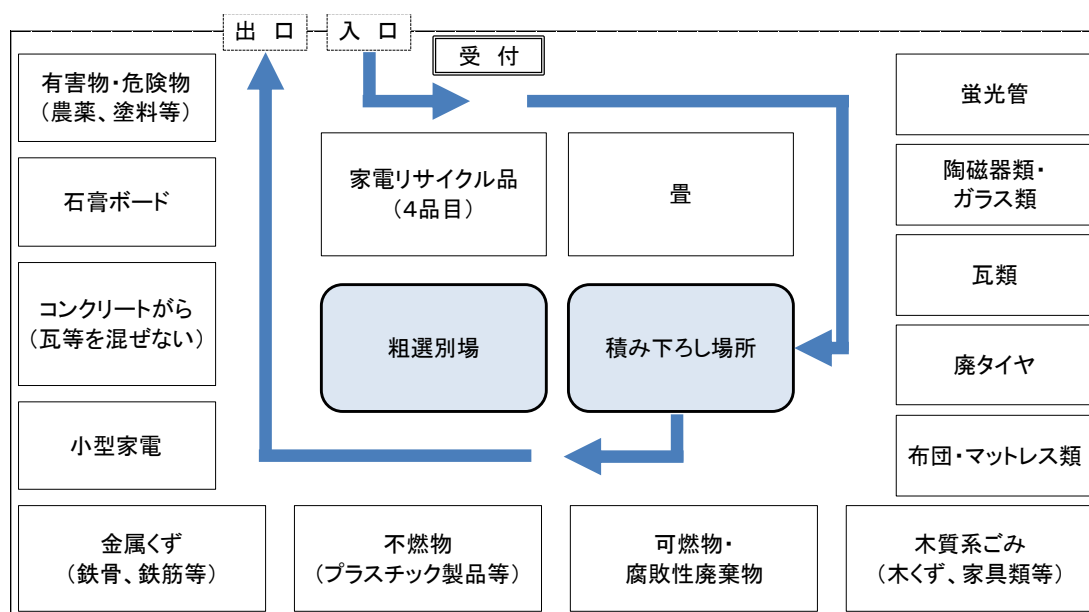 出 口
入 口
受 付
有害物・危険物
（農薬、塗料等）
石膏ボード
コンクリートがら
（瓦等を混ぜない）
小型家電
家電リサイクル品
（４品目）
畳
粗選別場
積み下ろし場所
蛍光管
陶磁器類・
ガラス類
瓦類
廃タイヤ
布団・マットレス類
金属くず
（鉄骨、鉄筋等）
不燃物
（プラスチック製品等）
可燃物・
腐敗性廃棄物
木質系ごみ
（木くず、家具類等）